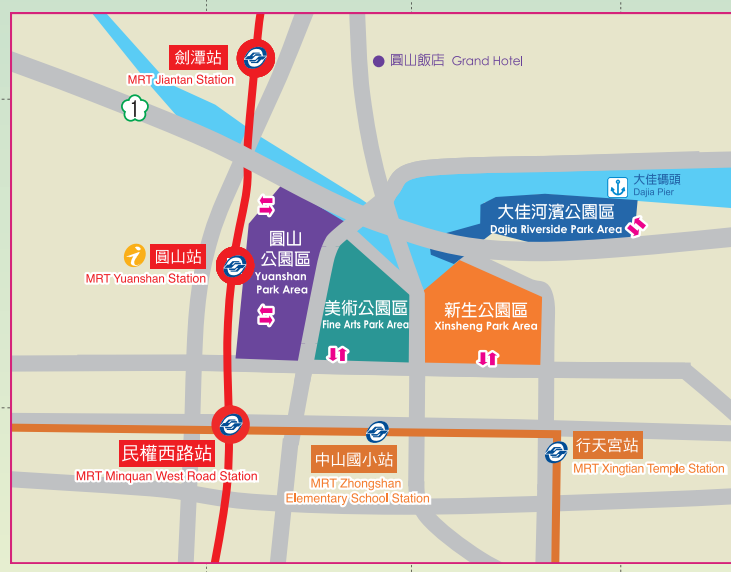 劍潭站
MRT Jiantan Station
圓山飯店 Grand Hotel
1
大佳碼頭
Dajia Pier
大佳河濱公園區
Dajia Riverside Park Area
圓山
公園區
Yuanshan
Park Area
圓山站
MRT Yuanshan Station
美術公園區
Fine Arts Park Area
新生公園區
Xinsheng Park Area
民權西路站
MRT Minquan West Road Station
中山國小站
MRT Zhongshan
Elementary School Station
行天宮站
MRT Xingtian Temple Station